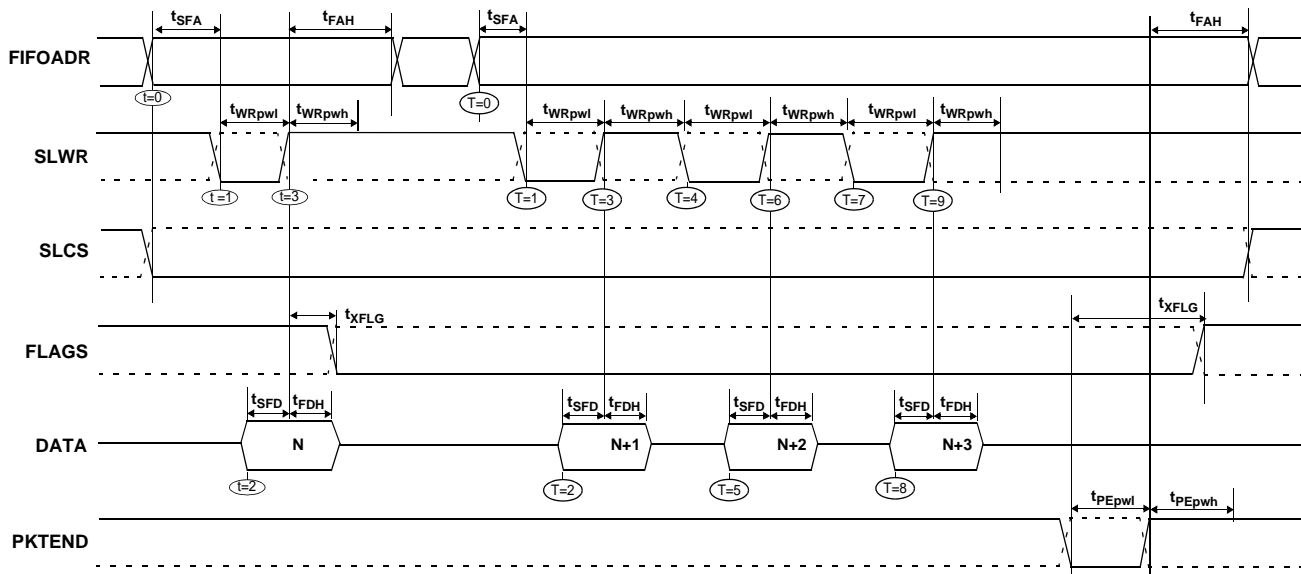 tSFA tFAH tSFA tFAH
FIFOADR
t=0 T=0
tWRpwl tWRpwh tWRpwl tWRpwh tWRpwl tWRpwh tWRpwl tWRpwh
SLWR
t =1 t=3 T=1 T=3 T=4 T=6 T=7 T=9
SLCS
tXFLG tXFLG
FLAGS
tSFD tFDH tSFD tFDH tSFD tFDH tSFD tFDH
DATA N N+1 N+2 N+3
t=2 T=2 T=5 T=8
tPEpwl tPEpwh
PKTEND